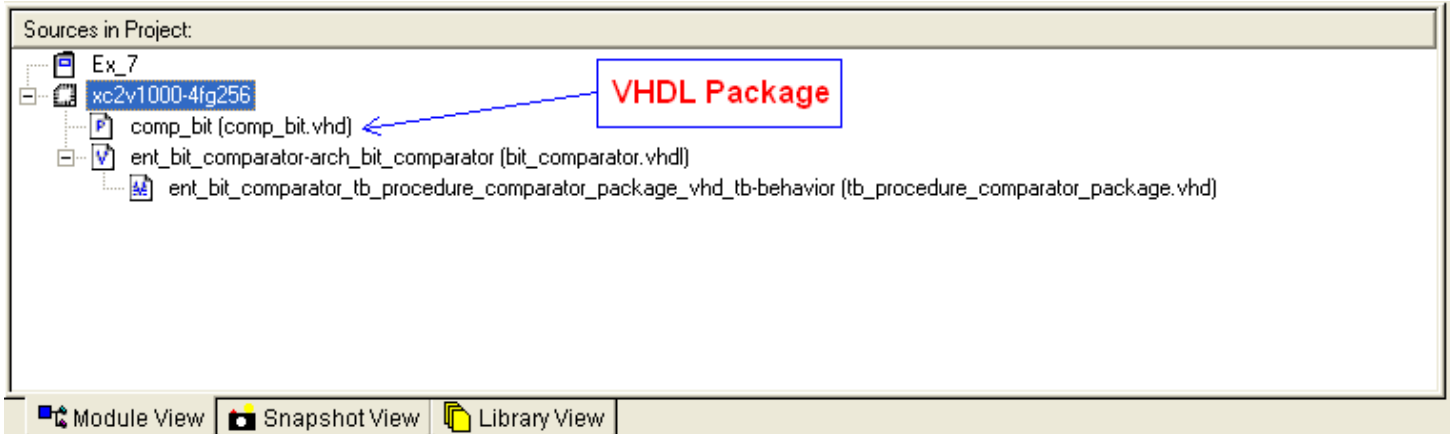 Sources in Project:
Ex_7
xc2v1000-4fg256
VHDL Package
comp_bit (comp_bit.vhd)
ent_bit_comparator-arch_bit_comparator (bit_comparator.vhdl)
ent_bit_comparator_tb_procedure_comparator_package_vhd_tb-behavior (tb_procedure_comparator_package.vhd)
Module View Snapshot View Library View